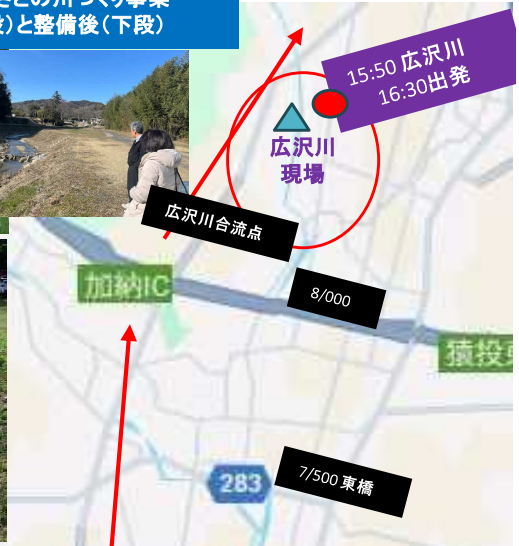 さとの川づくり事業
)と整備後(下段)
15:50 広沢川
16:30出発
広沢川
現場
広沢川合流点
加納IC
8/000
猿投東
283
7/500 東橋